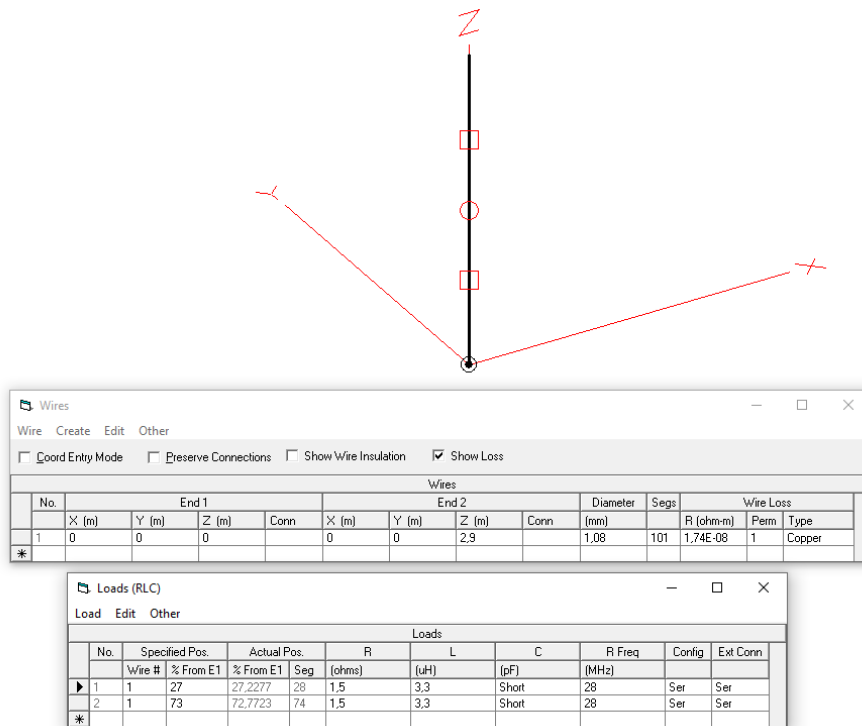 Z
Y
X
Wires
Wire Create Edit Other
Coord Entry Mode Preserve Connections Show Wire Insulation Show Loss
Wires
No. End 1 End 2 Diameter Segs Wire Loss
X (m) Y (m) Z (m) Conn X (m) Y (m) Z (m) Conn (mm) R (ohm-m) Perm Type
1 0 0 0 0 0 2,9 1,08 101 1,74E-08 1 Copper
*
Loads (RLC)
Load Edit Other
Loads
No. Specified Pos. Actual Pos. R L C R Freq Config Ext Conn
Wire # % From E1 % From E1 Seg (ohms) (uH) (pF) (MHz)
1 1 27 27,2277 28 1,5 3,3 Short 28 Ser Ser
2 1 73 72,7723 74 1,5 3,3 Short 28 Ser Ser
*